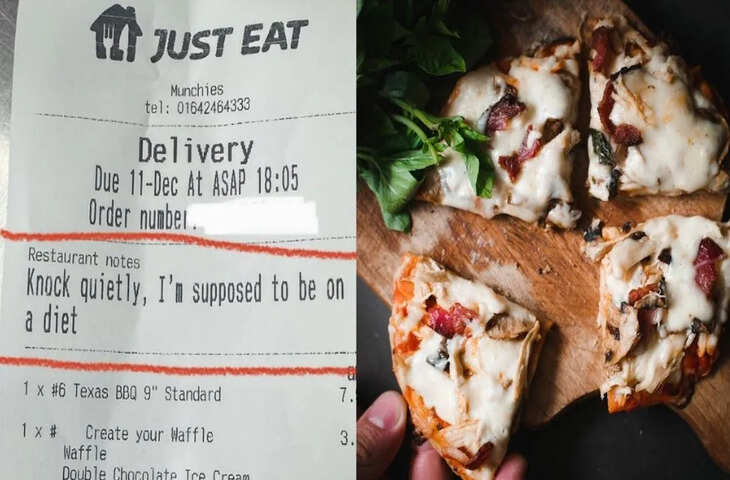 JUST EAT
Munchies
tel: 01642464333
Delivery
Due 11-Dec At ASAP 18:05
Order number:
Restaurant notes
Knock quietly, I'm supposed to be on
a diet
1 x #6 Texas BBQ 9" Standard 7.
1 x # Create your Waffle 3.
Waffle
Double Chocolate Ice Cream